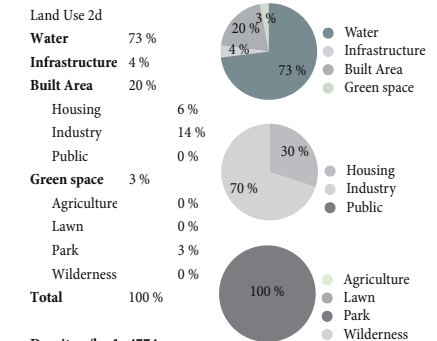 Land Use 2d
Water 73 %
Infrastructure 4 %
Built Area 20 %
Housing 6 %
Industry 14 %
Public 0 %
Green space 3 %
Agriculture 0 %
Lawn 0 %
Park 3 %
Wilderness 0 %
Total 100 %
3 %
20 %
4 %
73 %
Water
Infrastructure
Built Area
Green space
30 %
70 %
Housing
Industry
Public
100 %
Agriculture
Lawn
Park
Wilderness